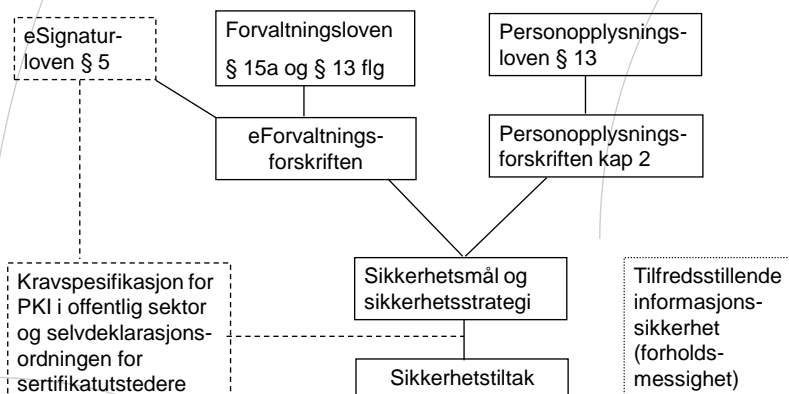 eSignatur-
loven § 5
Forvaltningsloven
§ 15a og § 13 flg
Personopplysnings-
loven § 13
eForvaltnings-
forskriften
Personopplysnings-
forskriften kap 2
Kravspesifikasjon for
PKI i offentlig sektor
og selvdeklarasjons-
ordningen for
sertifikatutstedere
Sikkerhetsmål og
sikkerhetsstrategi
Sikkerhetstiltak
Tilfredsstillende
informasjons-
sikkerhet
(forholds-
messighet)